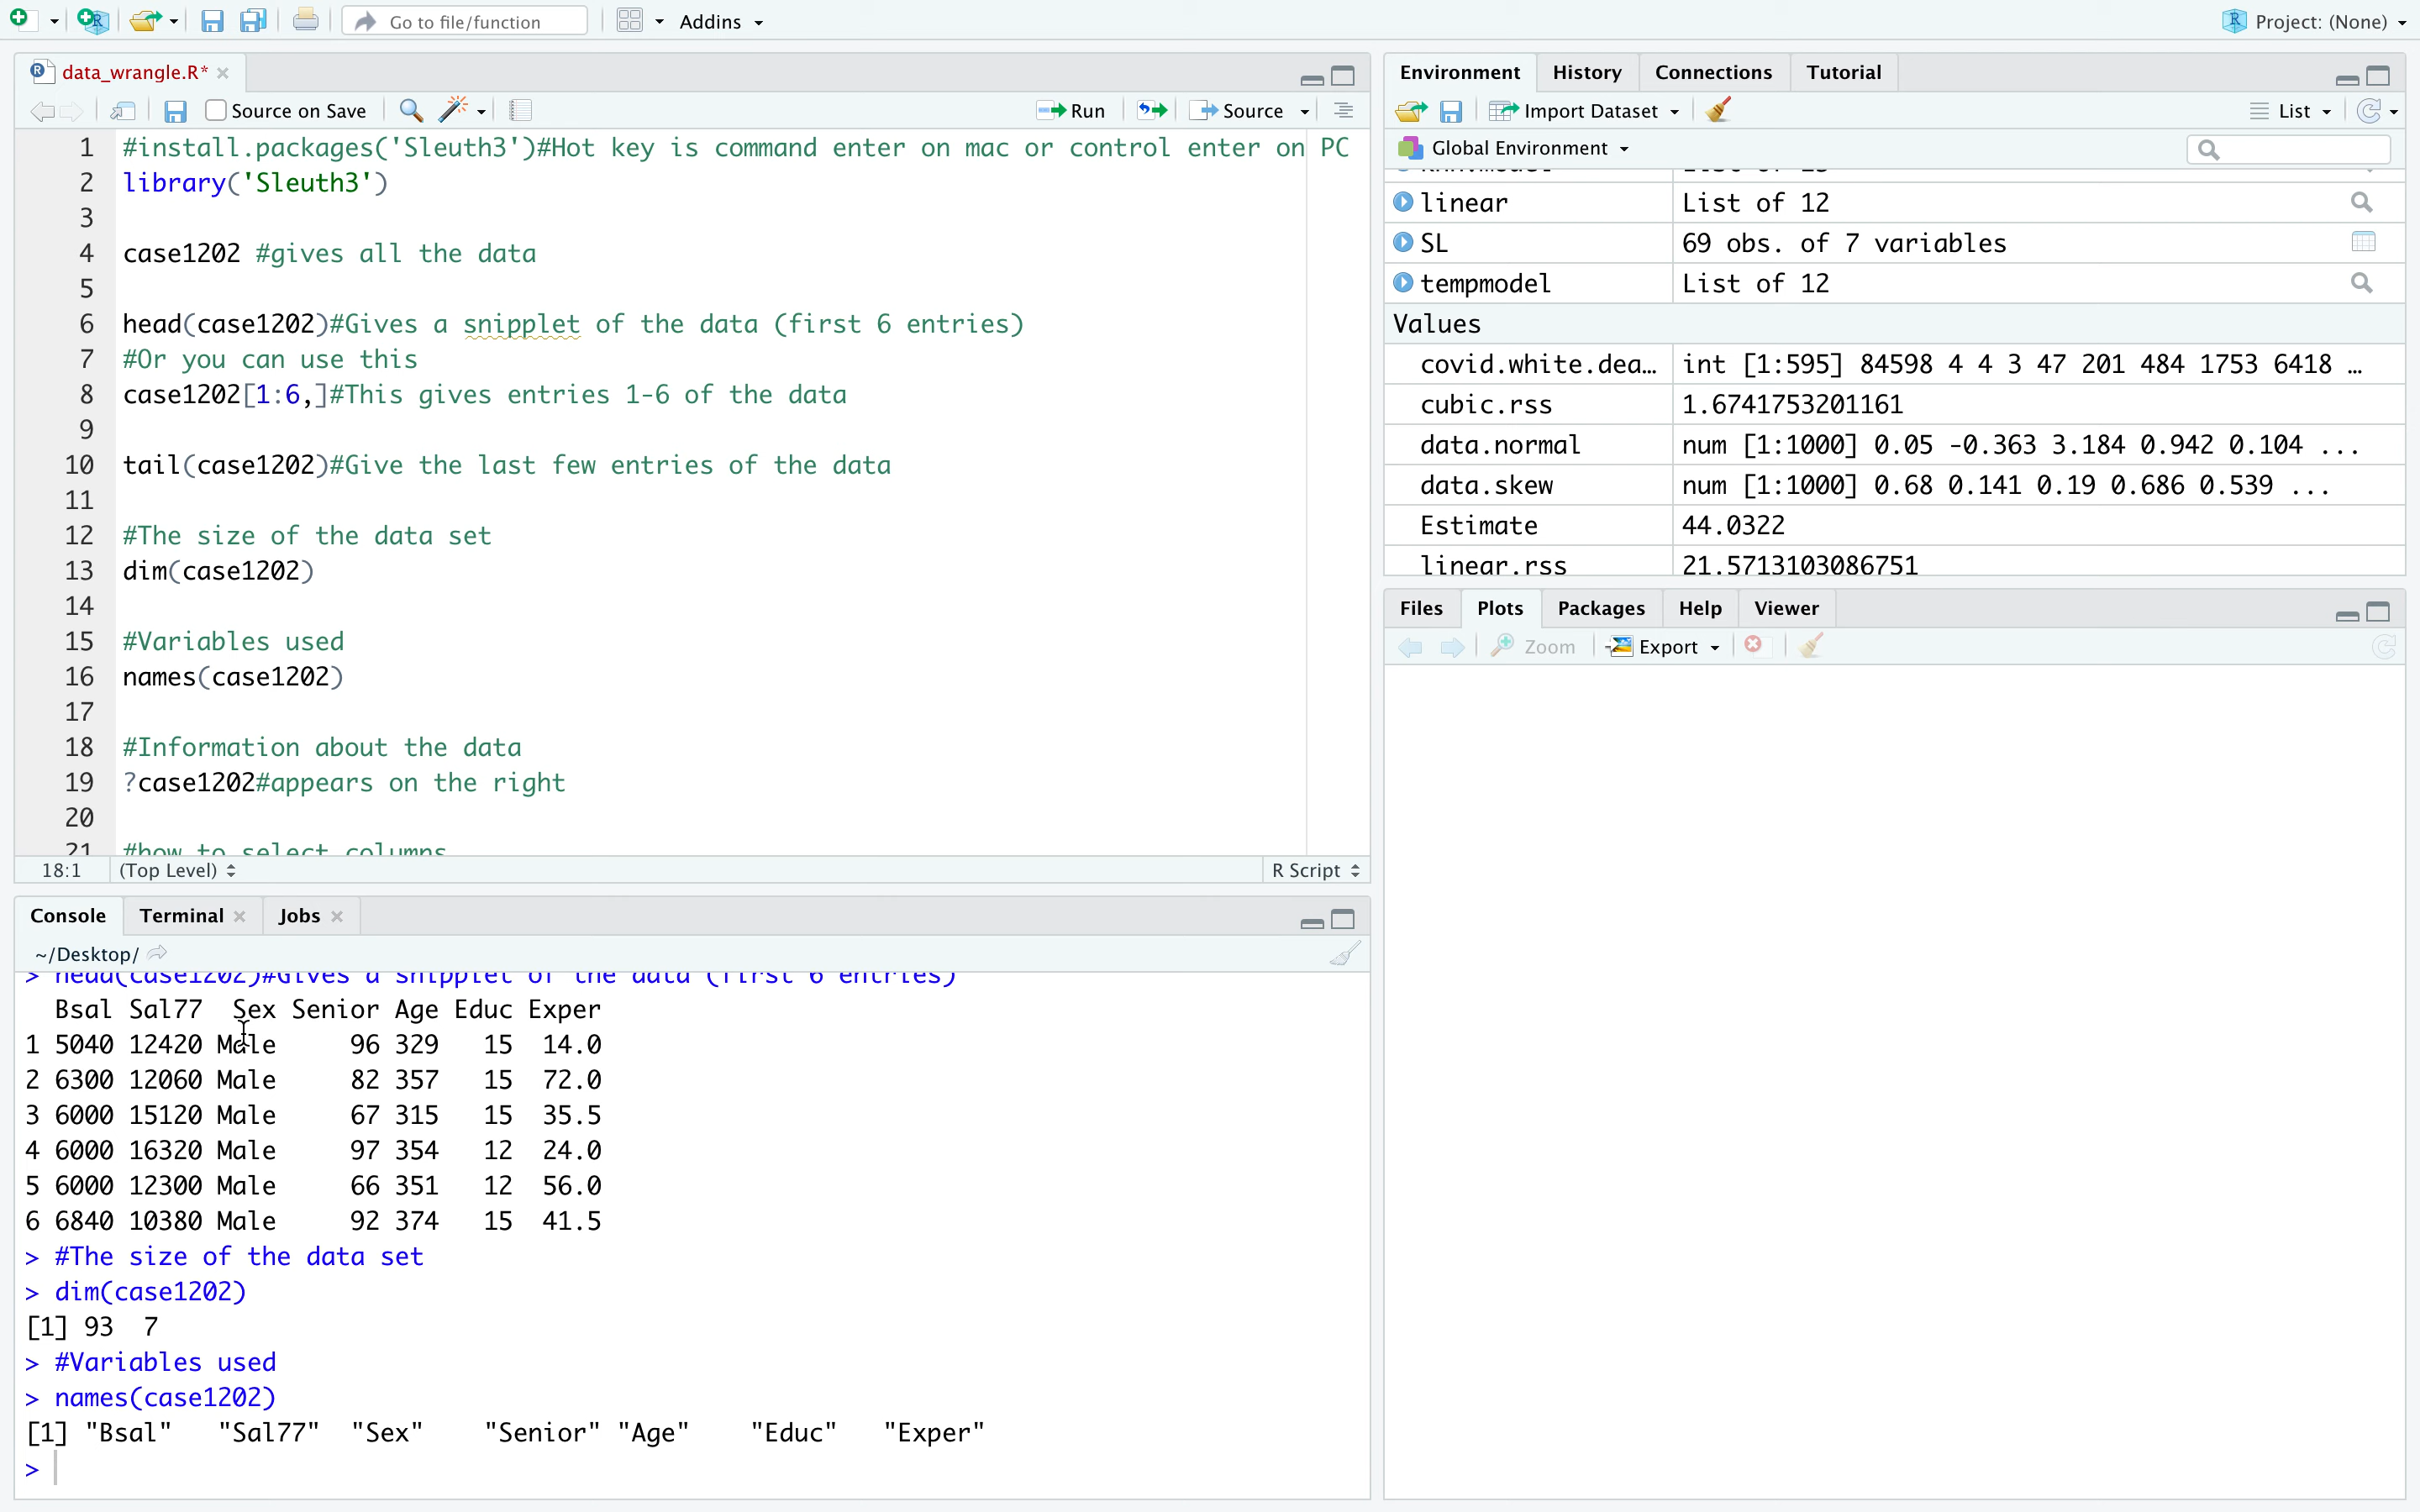 Go to file/function
Addins
Project: (None)
data_wrangle.R*
Source on Save
Run
Source
1 #install.packages('Sleuth3')#Hot key is command enter on mac or control enter on PC
2 library('Sleuth3')
3
4 case1202 #gives all the data
5
6 head(case1202)#Gives a snipplet of the data (first 6 entries)
7 #Or you can use this
8 case1202[1:6,]#This gives entries 1-6 of the data
9
10 tail(case1202)#Give the last few entries of the data
11
12 #The size of the data set
13 dim(case1202)
14
15 #Variables used
16 names(case1202)
17
18 #Information about the data
19 ?case1202#appears on the right
20
21 #how to select columns
18:1 (Top Level) R Script
Console Terminal Jobs
~/Desktop/
> head(case1202)#Gives a snipplet of the data (first 6 entries)
Bsal Sal77 Sex Senior Age Educ Exper
1 5040 12420 Male 96 329 15 14.0
2 6300 12060 Male 82 357 15 72.0
3 6000 15120 Male 67 315 15 35.5
4 6000 16320 Male 97 354 12 24.0
5 6000 12300 Male 66 351 12 56.0
6 6840 10380 Male 92 374 15 41.5
> #The size of the data set
> dim(case1202)
[1] 93 7
> #Variables used
> names(case1202)
[1] "Bsal" "Sal77" "Sex" "Senior" "Age" "Educ" "Exper"
>
Environment History Connections Tutorial
Import Dataset
List
Global Environment
linear List of 12
SL 69 obs. of 7 variables
tempmodel List of 12
Values
covid.white.dea… int [1:595] 84598 4 4 3 47 201 484 1753 6418 …
cubic.rss 1.6741753201161
data.normal num [1:1000] 0.05 -0.363 3.184 0.942 0.104 ...
data.skew num [1:1000] 0.68 0.141 0.19 0.686 0.539 ...
Estimate 44.0322
linear.rss 21.5713103086751
Files Plots Packages Help Viewer
Zoom Export